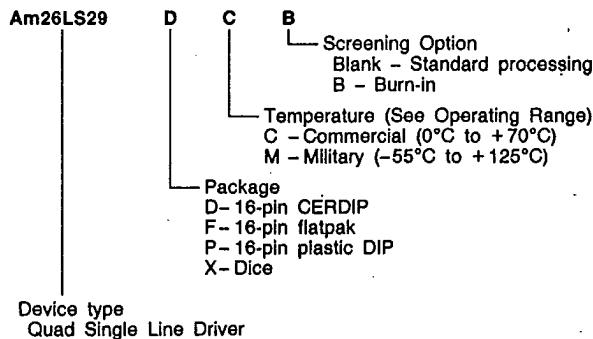 Am26LS29 D C B
Screening Option
Blank – Standard processing
B – Burn-in
Temperature (See Operating Range)
C – Commercial (0°C to +70°C)
M – Military (–55°C to +125°C)
Package
D – 16-pin CERDIP
F – 16-pin flatpak
P – 16-pin plastic DIP
X – Dice
Device type
Quad Single Line Driver